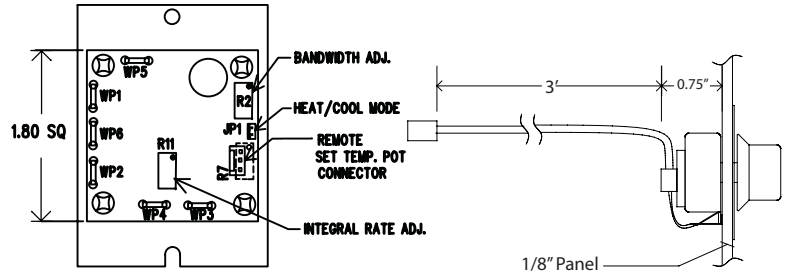 BANDWIDTH ADJ.
WP5
WP1
R2
3'
0.75"
HEAT/COOL MODE
1.80 SQ
WP6
JP1
R11
REMOTE
SET TEMP. POT
CONNECTOR
WP2
R7
WP4
WP3
INTEGRAL RATE ADJ.
1/8" Panel